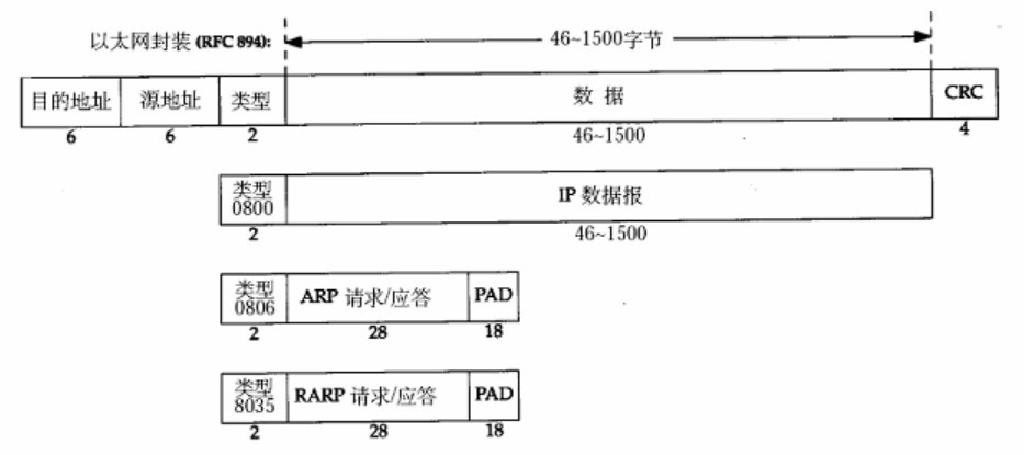 以太网封装(RFC 894): 46~1500字节
目的地址 源地址 类型 数 据 CRC
6 6 2 46~1500 4
类型 0800 IP 数据报
2 46~1500
类型 0806 ARP 请求/应答 PAD
2 28 18
类型 8035 RARP 请求/应答 PAD
2 28 18